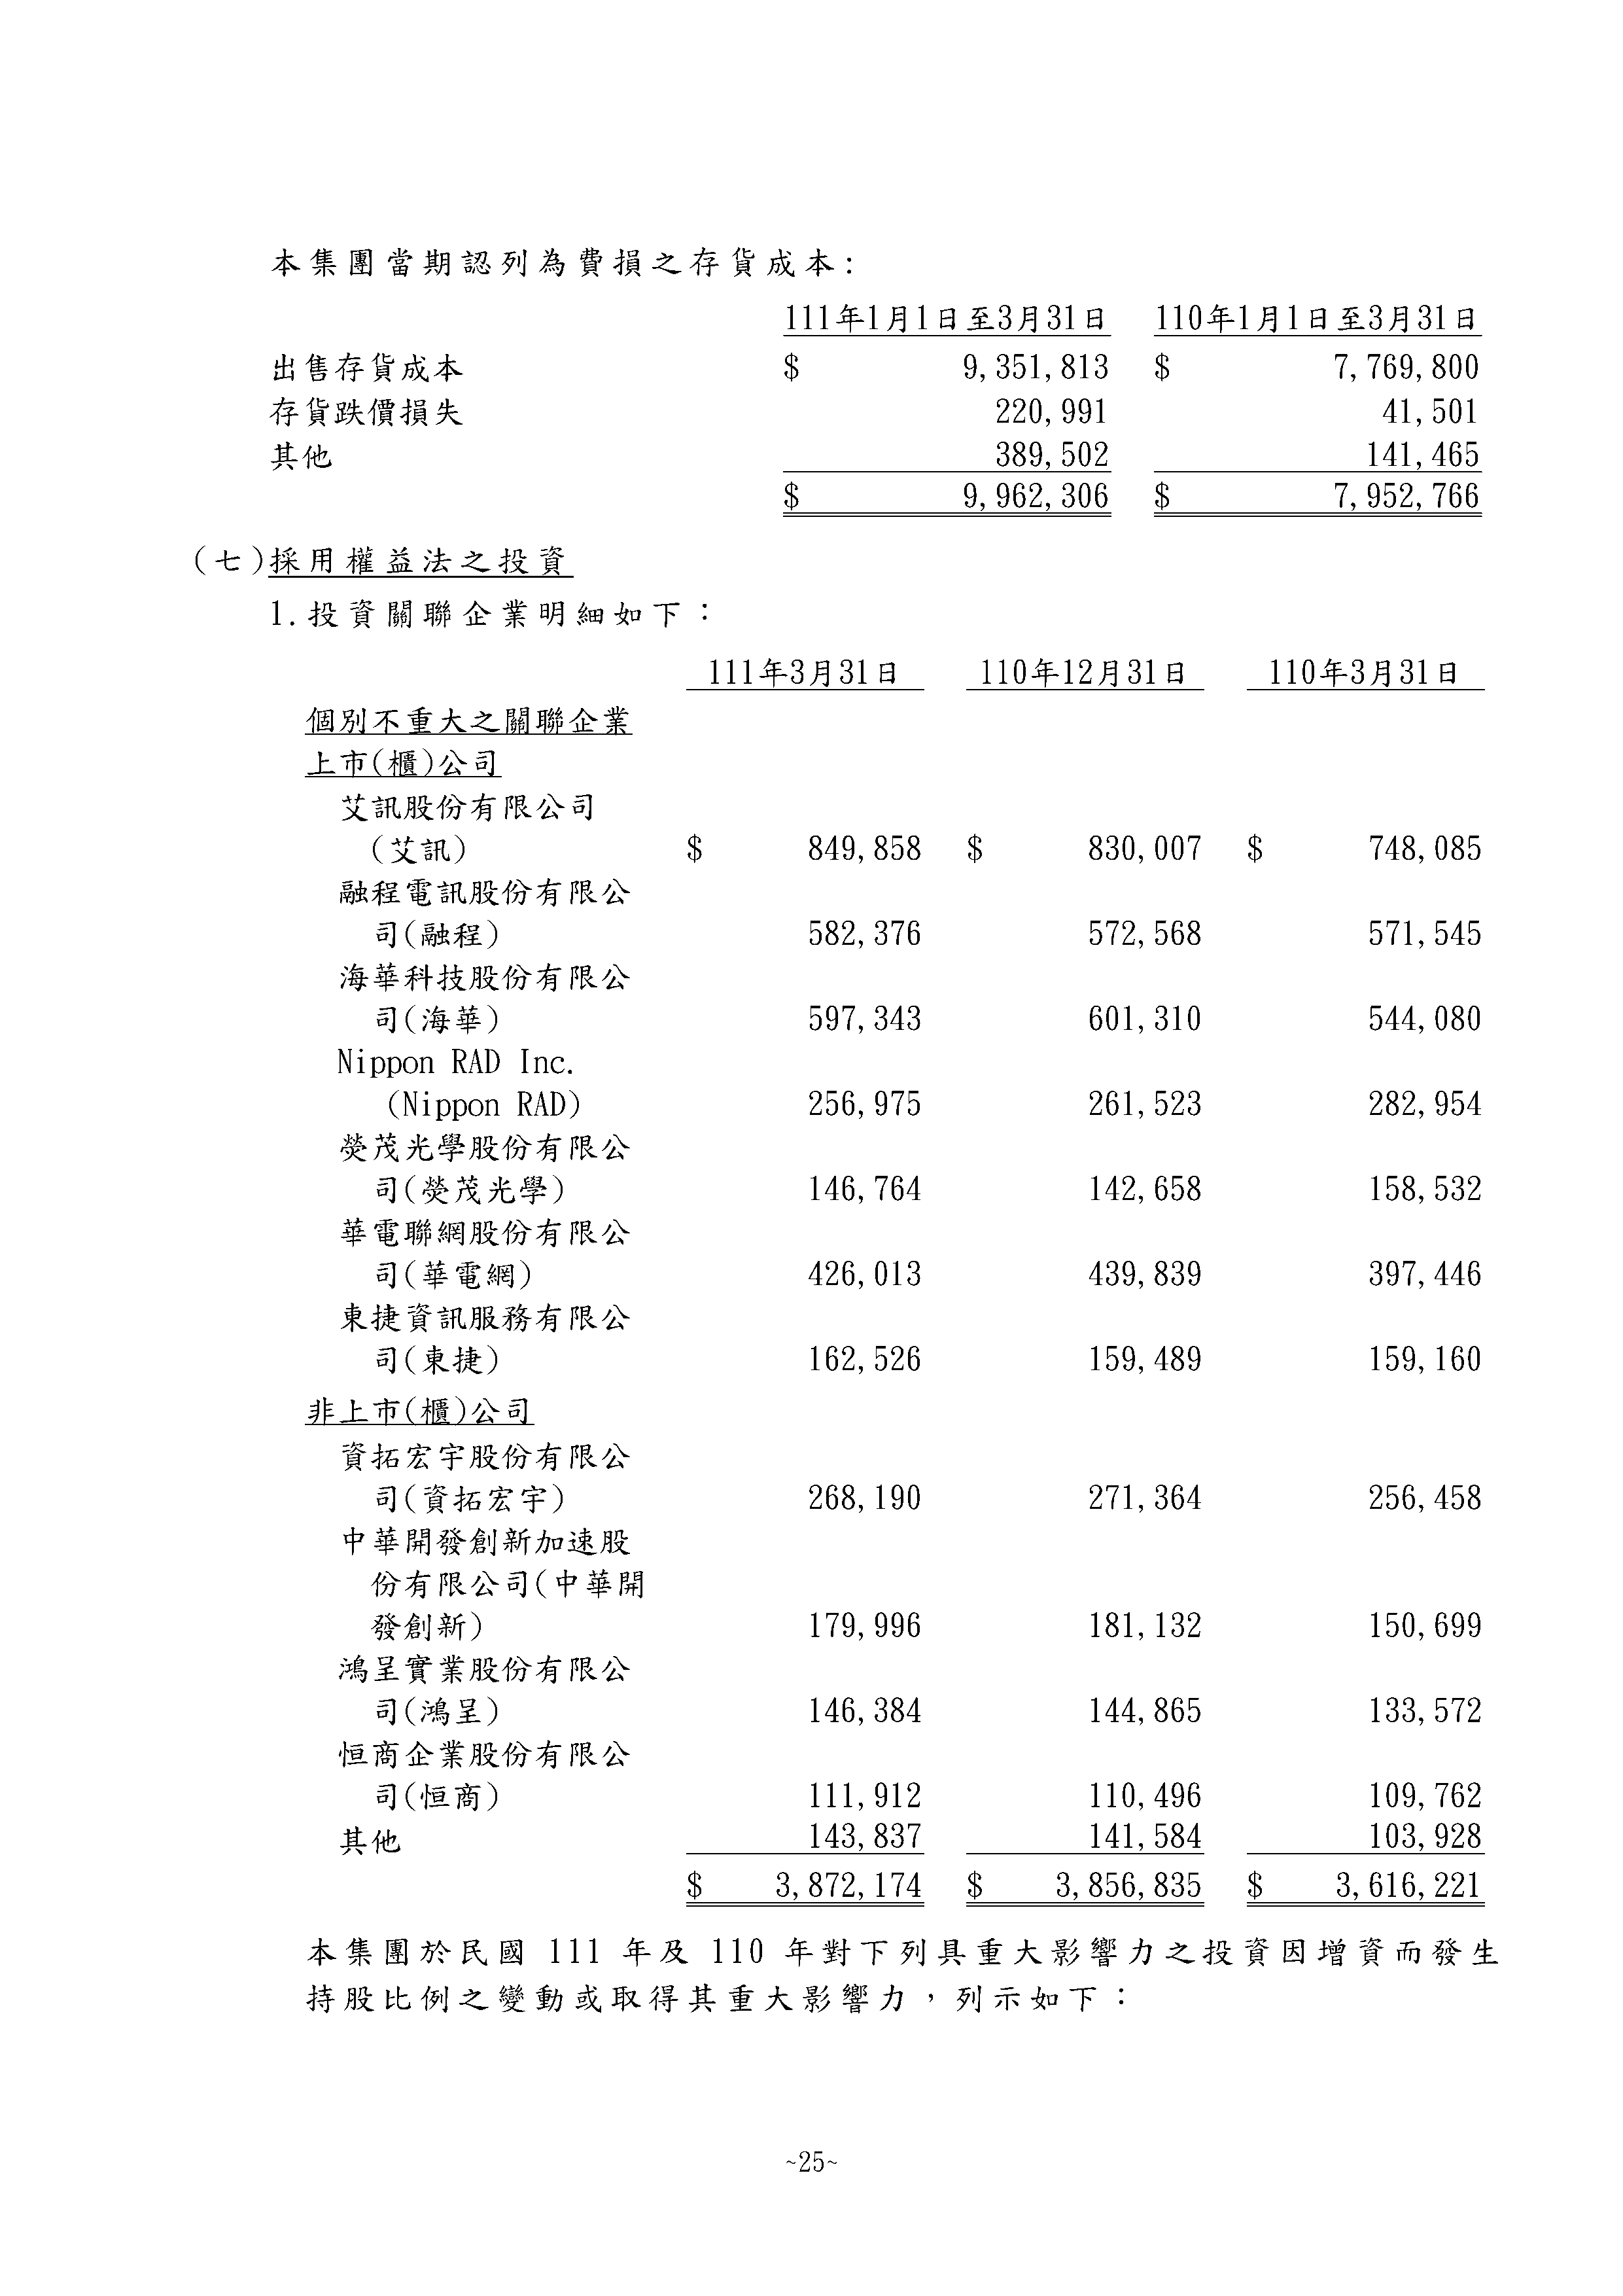 本集團當期認列為費損之存貨成本:
111年1月1日至3月31日 110年1月1日至3月31日
出售存貨成本 $ 9,351,813 $ 7,769,800
存貨跌價損失 220,991 41,501
其他 389,502 141,465
$ 9,962,306 $ 7,952,766
(七)採用權益法之投資
1.投資關聯企業明細如下：
111年3月31日 110年12月31日 110年3月31日
個別不重大之關聯企業
上市(櫃)公司
艾訊股份有限公司
(艾訊) $ 849,858 $ 830,007 $ 748,085
融程電訊股份有限公
司(融程) 582,376 572,568 571,545
海華科技股份有限公
司(海華) 597,343 601,310 544,080
Nippon RAD Inc.
(Nippon RAD) 256,975 261,523 282,954
熒茂光學股份有限公
司(熒茂光學) 146,764 142,658 158,532
華電聯網股份有限公
司(華電網) 426,013 439,839 397,446
東捷資訊服務有限公
司(東捷) 162,526 159,489 159,160
非上市(櫃)公司
資拓宏宇股份有限公
司(資拓宏宇) 268,190 271,364 256,458
中華開發創新加速股
份有限公司(中華開
發創新) 179,996 181,132 150,699
鴻呈實業股份有限公
司(鴻呈) 146,384 144,865 133,572
恒商企業股份有限公
司(恒商) 111,912 110,496 109,762
其他 143,837 141,584 103,928
$ 3,872,174 $ 3,856,835 $ 3,616,221
本集團於民國 111 年及 110 年對下列具重大影響力之投資因增資而發生
持股比例之變動或取得其重大影響力，列示如下：
~25~